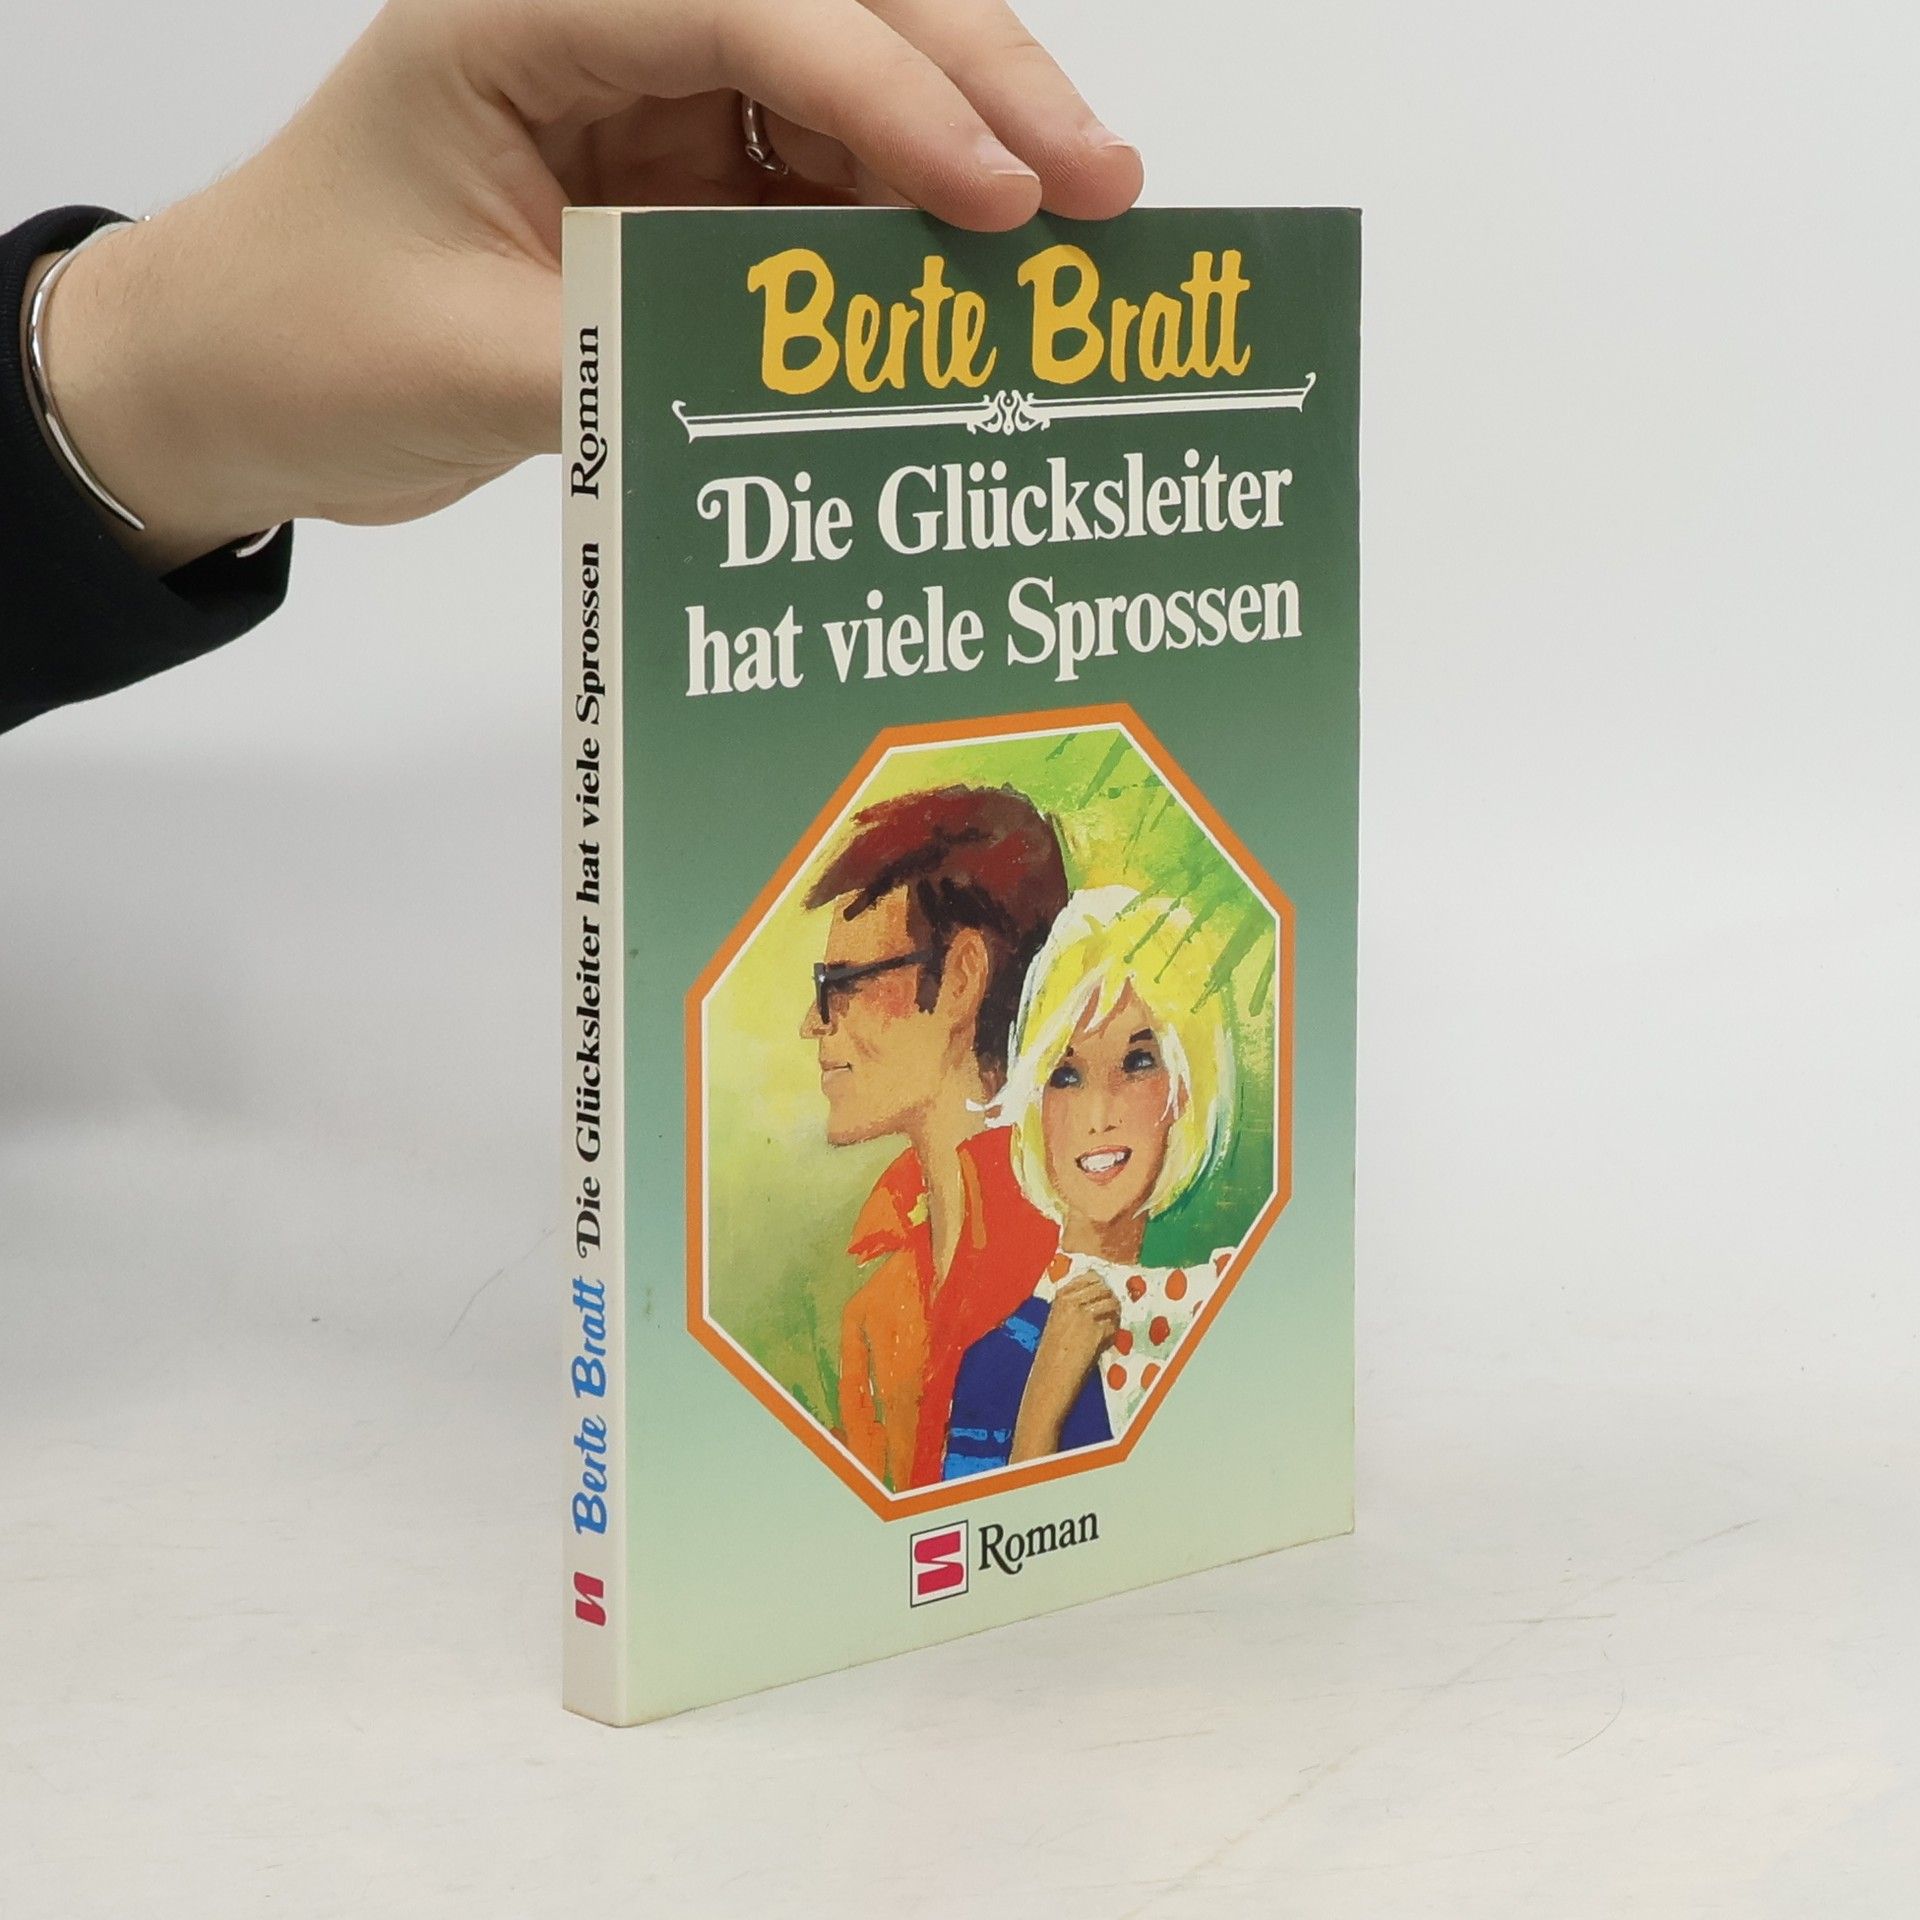 Berte Bratt
Die Glücksleiter
hat viele Sprossen
S Roman
S Berte Bratt Die Glücksleiter hat viele Sprossen Roman